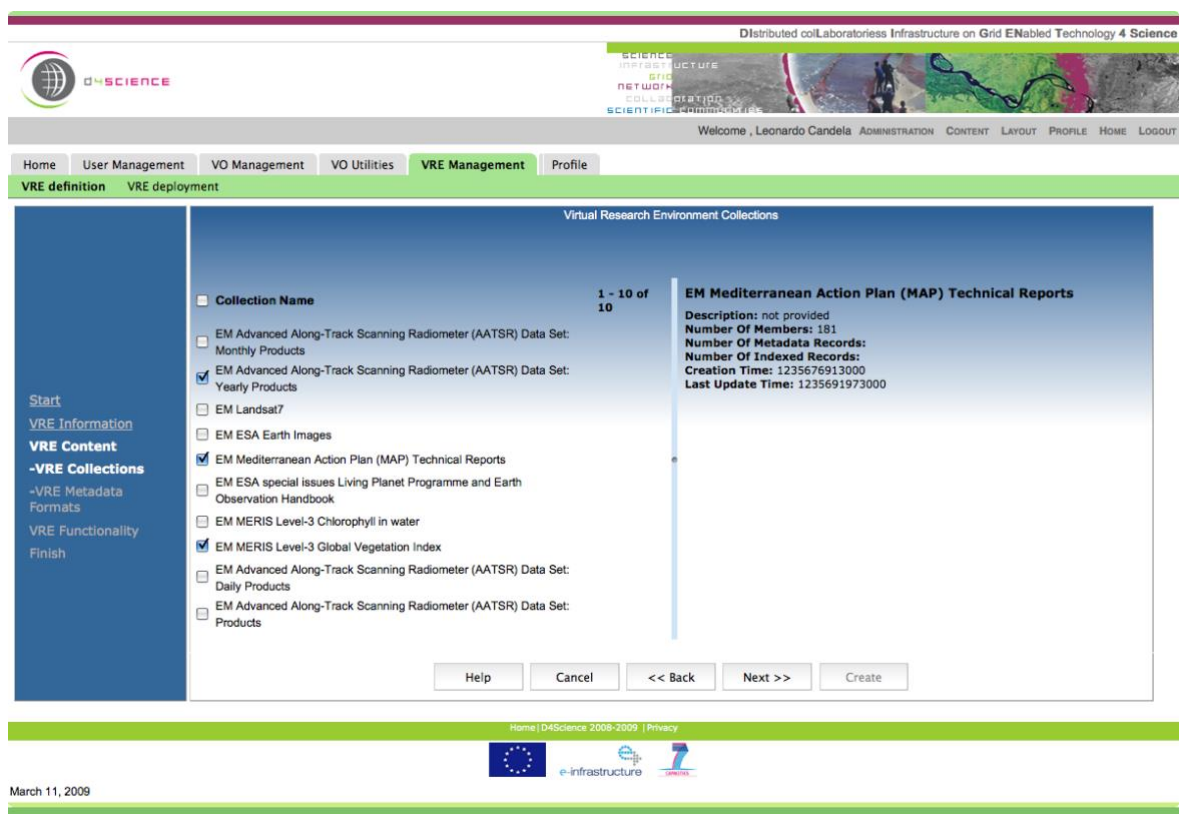 DIstributed colLaboratoriess Infrastructure on Grid ENabled Technology 4 Science
D4SCIENCE
SCIENCE
INFRASTRUCTURE
GRID
NETWORK
COLLABORATION
SCIENTIFIC COMMUNITIES
Welcome , Leonardo Candela ADMINISTRATION CONTENT LAYOUT PROFILE HOME LOGOUT
Home User Management VO Management VO Utilities VRE Management Profile
VRE definition VRE deployment
Virtual Research Environment Collections
Start
VRE Information
VRE Content
-VRE Collections
-VRE Metadata
Formats
VRE Functionality
Finish
Collection Name
1 - 10 of
10
EM Advanced Along-Track Scanning Radiometer (AATSR) Data Set:
Monthly Products
EM Advanced Along-Track Scanning Radiometer (AATSR) Data Set:
Yearly Products
EM Landsat7
EM ESA Earth Images
EM Mediterranean Action Plan (MAP) Technical Reports
EM ESA special issues Living Planet Programme and Earth
Observation Handbook
EM MERIS Level-3 Chlorophyll in water
EM MERIS Level-3 Global Vegetation Index
EM Advanced Along-Track Scanning Radiometer (AATSR) Data Set:
Daily Products
EM Advanced Along-Track Scanning Radiometer (AATSR) Data Set:
Products
EM Mediterranean Action Plan (MAP) Technical Reports
Description: not provided
Number Of Members: 181
Number Of Metadata Records:
Number Of Indexed Records:
Creation Time: 1235676913000
Last Update Time: 1235691973000
Help Cancel << Back Next >> Create
Home| D4Science 2008-2009 | Privacy
e-infrastructure
7
CAPACITIES
March 11, 2009